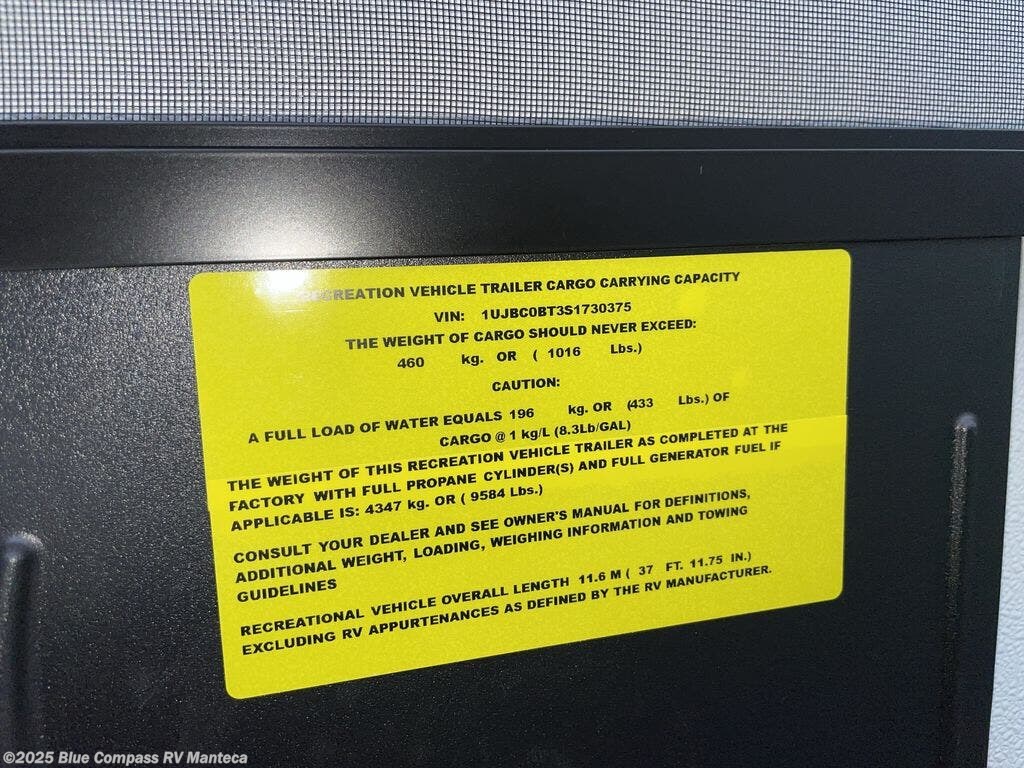 RECREATION VEHICLE TRAILER CARGO CARRYING CAPACITY
VIN: 1UJBC0BT3S1730375
THE WEIGHT OF CARGO SHOULD NEVER EXCEED:
460 kg. OR ( 1016 Lbs.)
CAUTION:
A FULL LOAD OF WATER EQUALS 196 kg. OR (433 Lbs.) OF
CARGO @ 1 kg/L (8.3Lb/GAL)
THE WEIGHT OF THIS RECREATION VEHICLE TRAILER AS COMPLETED AT THE
FACTORY WITH FULL PROPANE CYLINDER(S) AND FULL GENERATOR FUEL IF
APPLICABLE IS: 4347 kg. OR ( 9584 Lbs.)
CONSULT YOUR DEALER AND SEE OWNER'S MANUAL FOR DEFINITIONS,
ADDITIONAL WEIGHT, LOADING, WEIGHING INFORMATION AND TOWING
GUIDELINES
RECREATIONAL VEHICLE OVERALL LENGTH 11.6 M ( 37 FT. 11.75 IN.)
EXCLUDING RV APPURTENANCES AS DEFINED BY THE RV MANUFACTURER.
©2025 Blue Compass RV Manteca